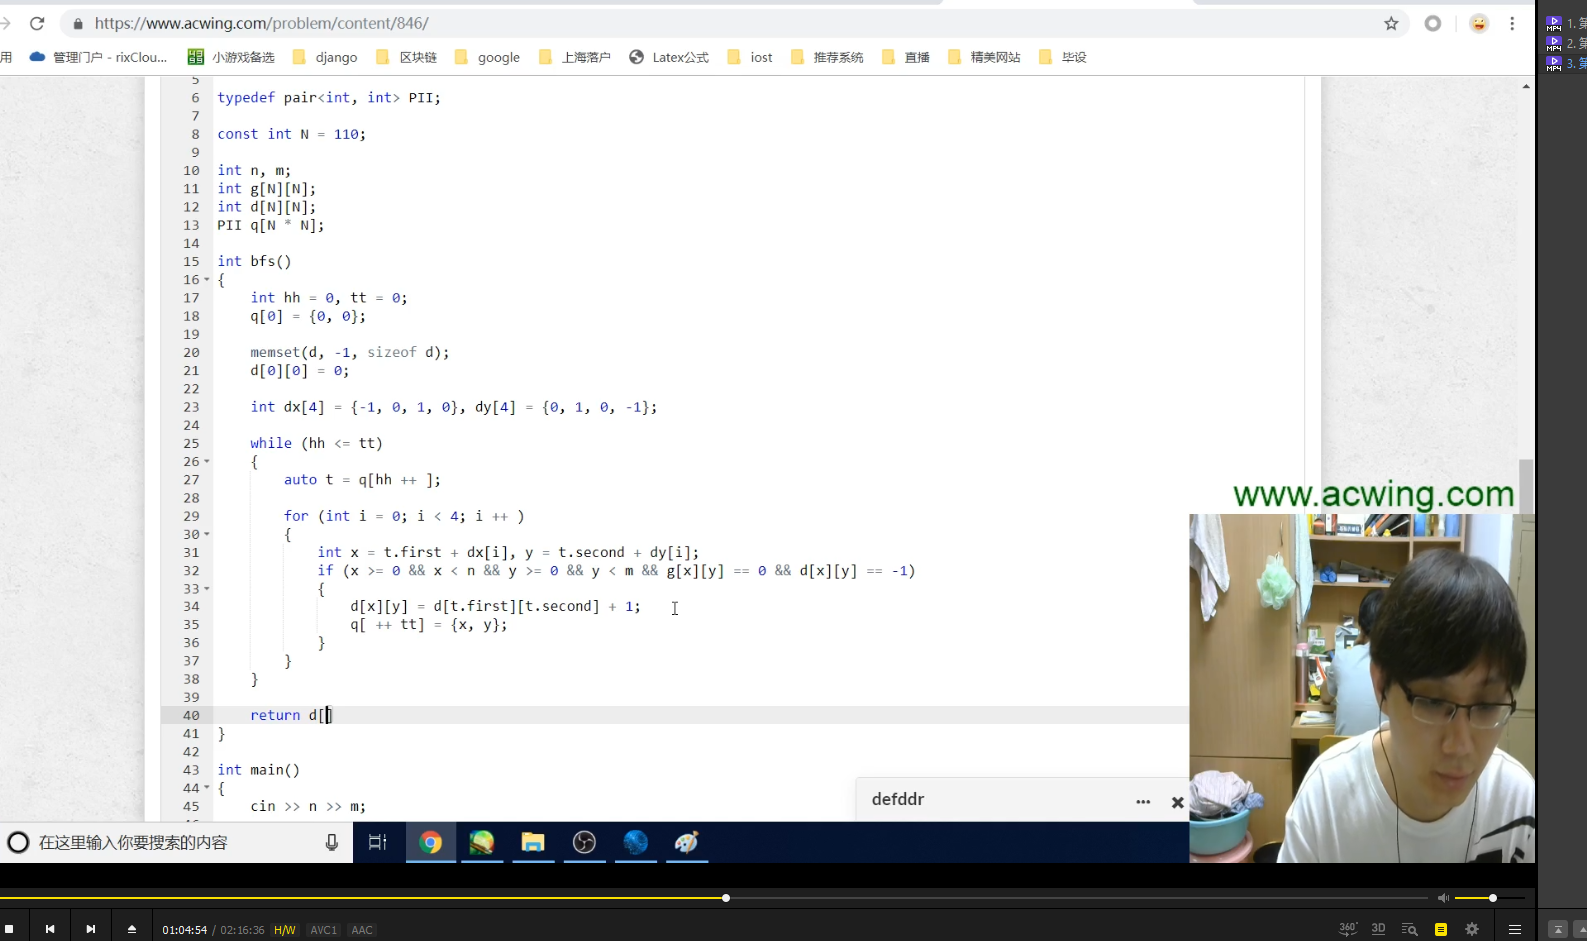 https://www.acwing.com/problem/content/846/
1. 第
2. 第
3. 第
用 管理门户 - rixClou... 小游戏备选 django 区块链 google 上海落户 Latex公式 iost 推荐系统 直播 精美网站 毕设
5
6 typedef pair<int, int> PII;
7
8 const int N = 110;
9
10 int n, m;
11 int g[N][N];
12 int d[N][N];
13 PII q[N * N];
14
15 int bfs()
16 {
17 int hh = 0, tt = 0;
18 q[0] = {0, 0};
19
20 memset(d, -1, sizeof d);
21 d[0][0] = 0;
22
23 int dx[4] = {-1, 0, 1, 0}, dy[4] = {0, 1, 0, -1};
24
25 while (hh <= tt)
26 {
27 auto t = q[hh ++ ];
28
29 for (int i = 0; i < 4; i ++ )
30 {
31 int x = t.first + dx[i], y = t.second + dy[i];
32 if (x >= 0 && x < n && y >= 0 && y < m && g[x][y] == 0 && d[x][y] == -1)
33 {
34 d[x][y] = d[t.first][t.second] + 1;
35 q[ ++ tt] = {x, y};
36 }
37 }
38 }
39
40 return d[]
41 }
42
43 int main()
44 {
45 cin >> n >> m;
www.acwing.com
defddr
在这里输入你要搜索的内容
01:04:54 / 02:16:36 H/W AVC1 AAC
360° 3D